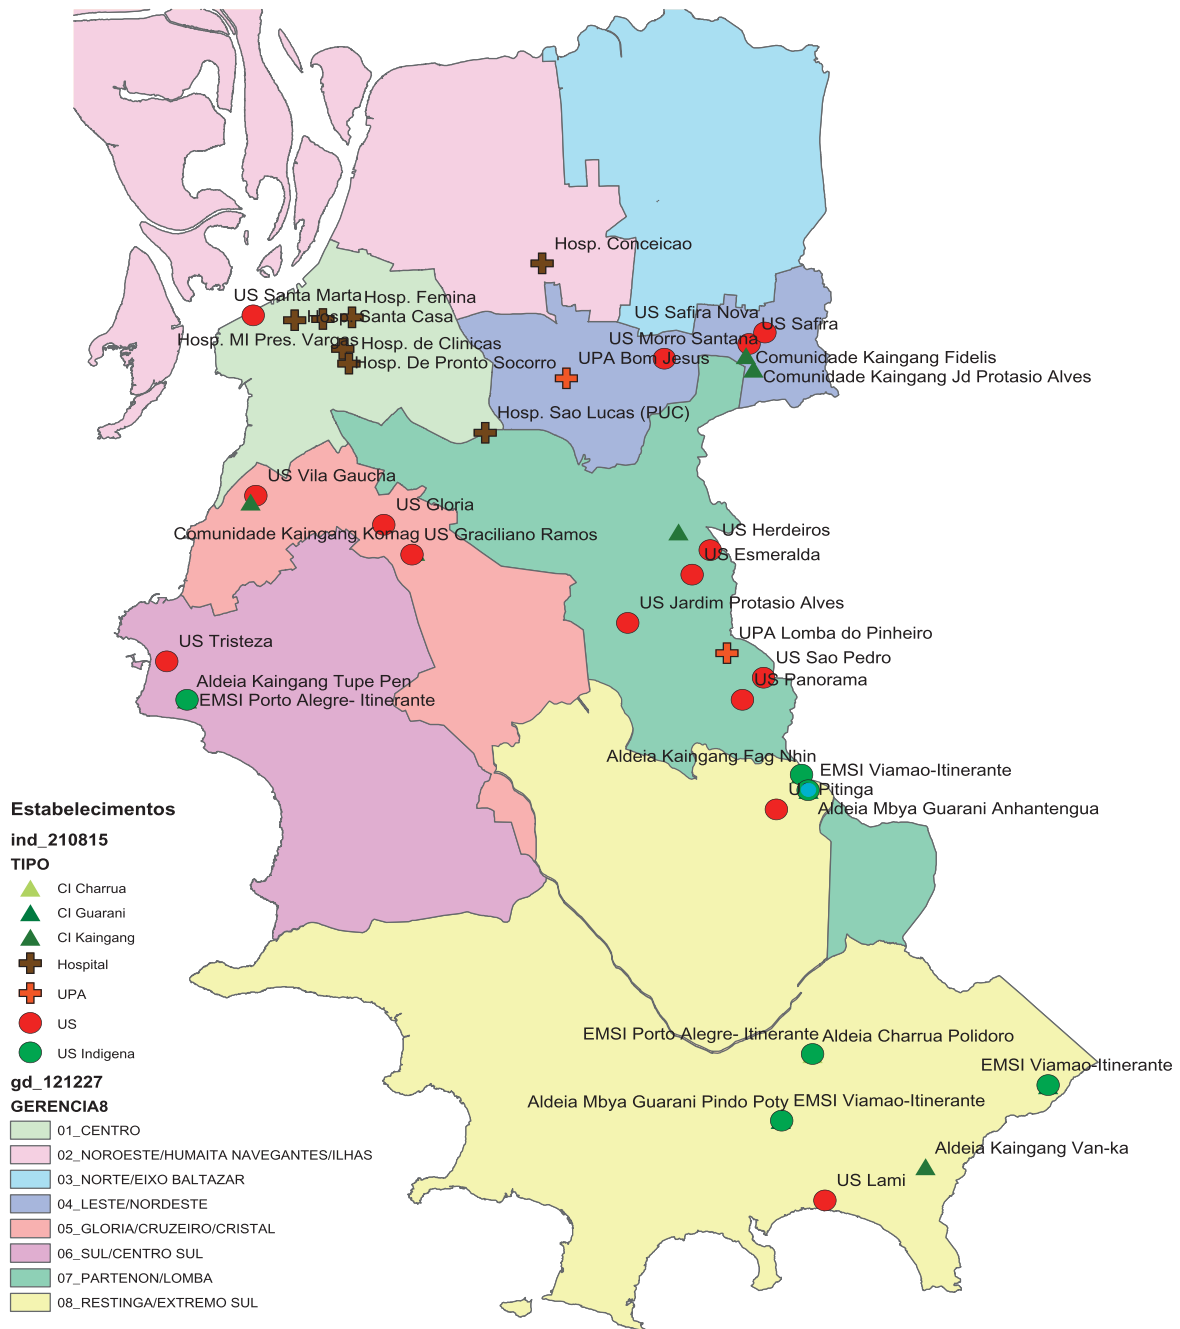 Hosp. Conceicao
US Santa Marta
Hosp. Femina
Hosp. Santa Casa
US Safira Nova
US Safira
Hosp. MI Pres. Vargas
Hosp. de Clinicas
US Morro Santana
Hosp. De Pronto Socorro
UPA Bom Jesus
Comunidade Kaingang Fidelis
Comunidade Kaingang Jd Protasio Alves
Hosp. Sao Lucas (PUC)
US Vila Gaucha
US Gloria
Comunidade Kaingang Komag
US Graciliano Ramos
US Herdeiros
US Esmeralda
US Jardim Protasio Alves
UPA Lomba do Pinheiro
US Tristeza
US Sao Pedro
Aldeia Kaingang Tupe Pen
US Panorama
EMSI Porto Alegre- Itinerante
Aldeia Kaingang Fag Nhin
EMSI Viamao-Itinerante
US Pitinga
Aldeia Mbya Guarani Anhantengua
Estabelecimentos
ind_210815
TIPO
CI Charrua
CI Guarani
CI Kaingang
Hospital
UPA
US
US Indigena
gd_121227
GERENCIA8
01_CENTRO
02_NOROESTE/HUMAITA NAVEGANTES/ILHAS
03_NORTE/EIXO BALTAZAR
04_LESTE/NORDESTE
05_GLORIA/CRUZEIRO/CRISTAL
06_SUL/CENTRO SUL
07_PARTENON/LOMBA
08_RESTINGA/EXTREMO SUL
EMSI Porto Alegre- Itinerante
Aldeia Charrua Polidoro
EMSI Viamao-Itinerante
Aldeia Mbya Guarani Pindo Poty
EMSI Viamao-Itinerante
Aldeia Kaingang Van-ka
US Lami